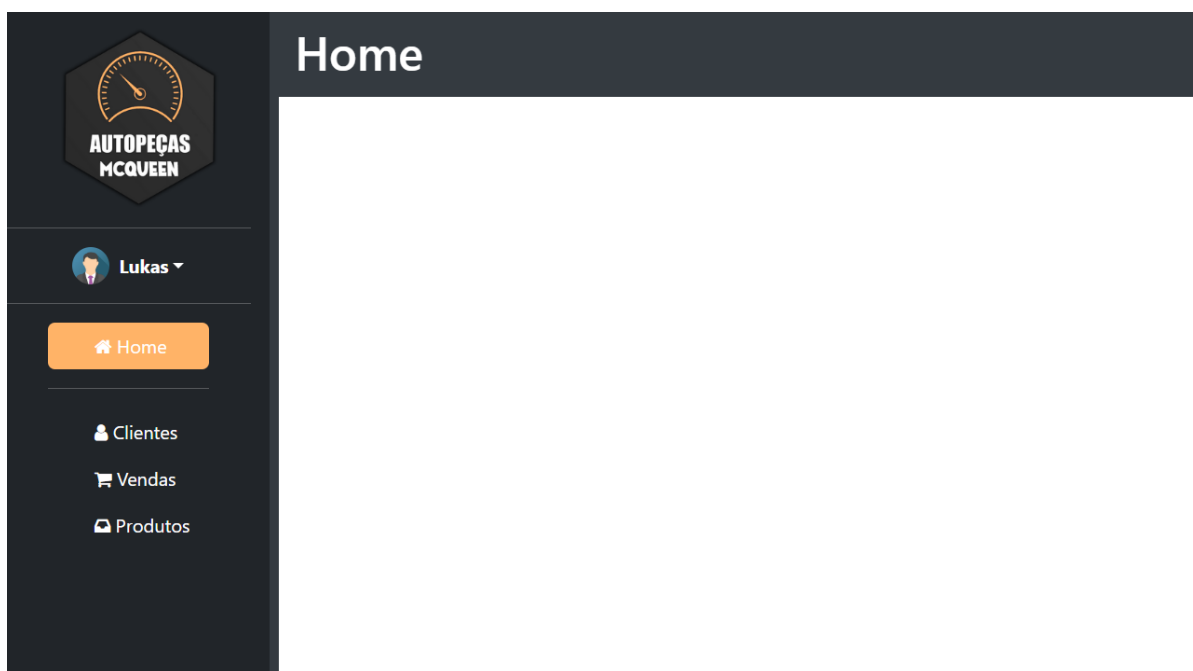 AUTOPEÇAS
MCQUEEN
Lukas
Home
Clientes
Vendas
Produtos
Home